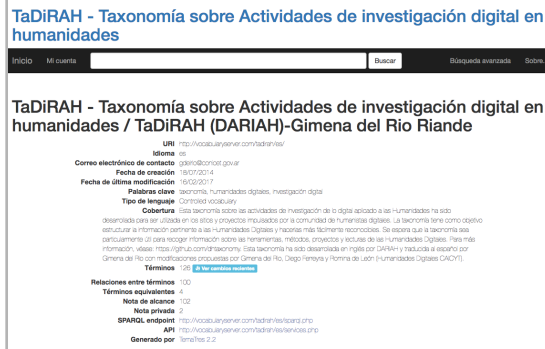 TaDiRAH - Taxonomía sobre Actividades de investigación digital en
humanidades
Inicio Mi cuenta Buscar Búsqueda avanzada Sobre...
TaDiRAH - Taxonomía sobre Actividades de investigación digital en
humanidades / TaDiRAH (DARIAH)-Gimena del Rio Riande
URI http://vocabularyserver.com/tadirah/es/
Idioma es
Correo electrónico de contacto gdelrio@conicet.gov.ar
Fecha de creación 18/07/2014
Fecha de última modificación 16/02/2017
Palabras clave taxonomía, humanidades digitales, investigación digital
Tipo de lenguaje Controlled vocabulary
Cobertura Esta taxonomía sobre las actividades de investigación de lo digital aplicado a las Humanidades ha sido
desarrollada para ser utilizada en los sitios y proyectos impulsados por la comunidad de humanistas digitales. La taxonomía tiene como objetivo
estructurar la información pertinente a las Humanidades Digitales y hacerlas más fácilmente reconocibles. Se espera que la taxonomía sea
particularmente útil para recoger información sobre las herramientas, métodos, proyectos y lecturas de las Humanidades Digitales. Para más
información, véase: https://github.com/dhtaxonomy. Esta taxonomía ha sido desarrollada en inglés por DARIAH y traducida al español por
Gimena del Rio con modificaciones propuestas por Gimena del Rio, Diego Ferreyra y Romina de León (Humanidades Digitales CAICYT).
Términos 126 Ver cambios recientes
Relaciones entre términos 100
Términos equivalentes 4
Nota de alcance 102
Nota privada 2
SPARQL endpoint http://vocabularyserver.com/tadirah/es/sparql.php
API http://vocabularyserver.com/tadirah/es/services.php
Generado por TemaTres 2.2